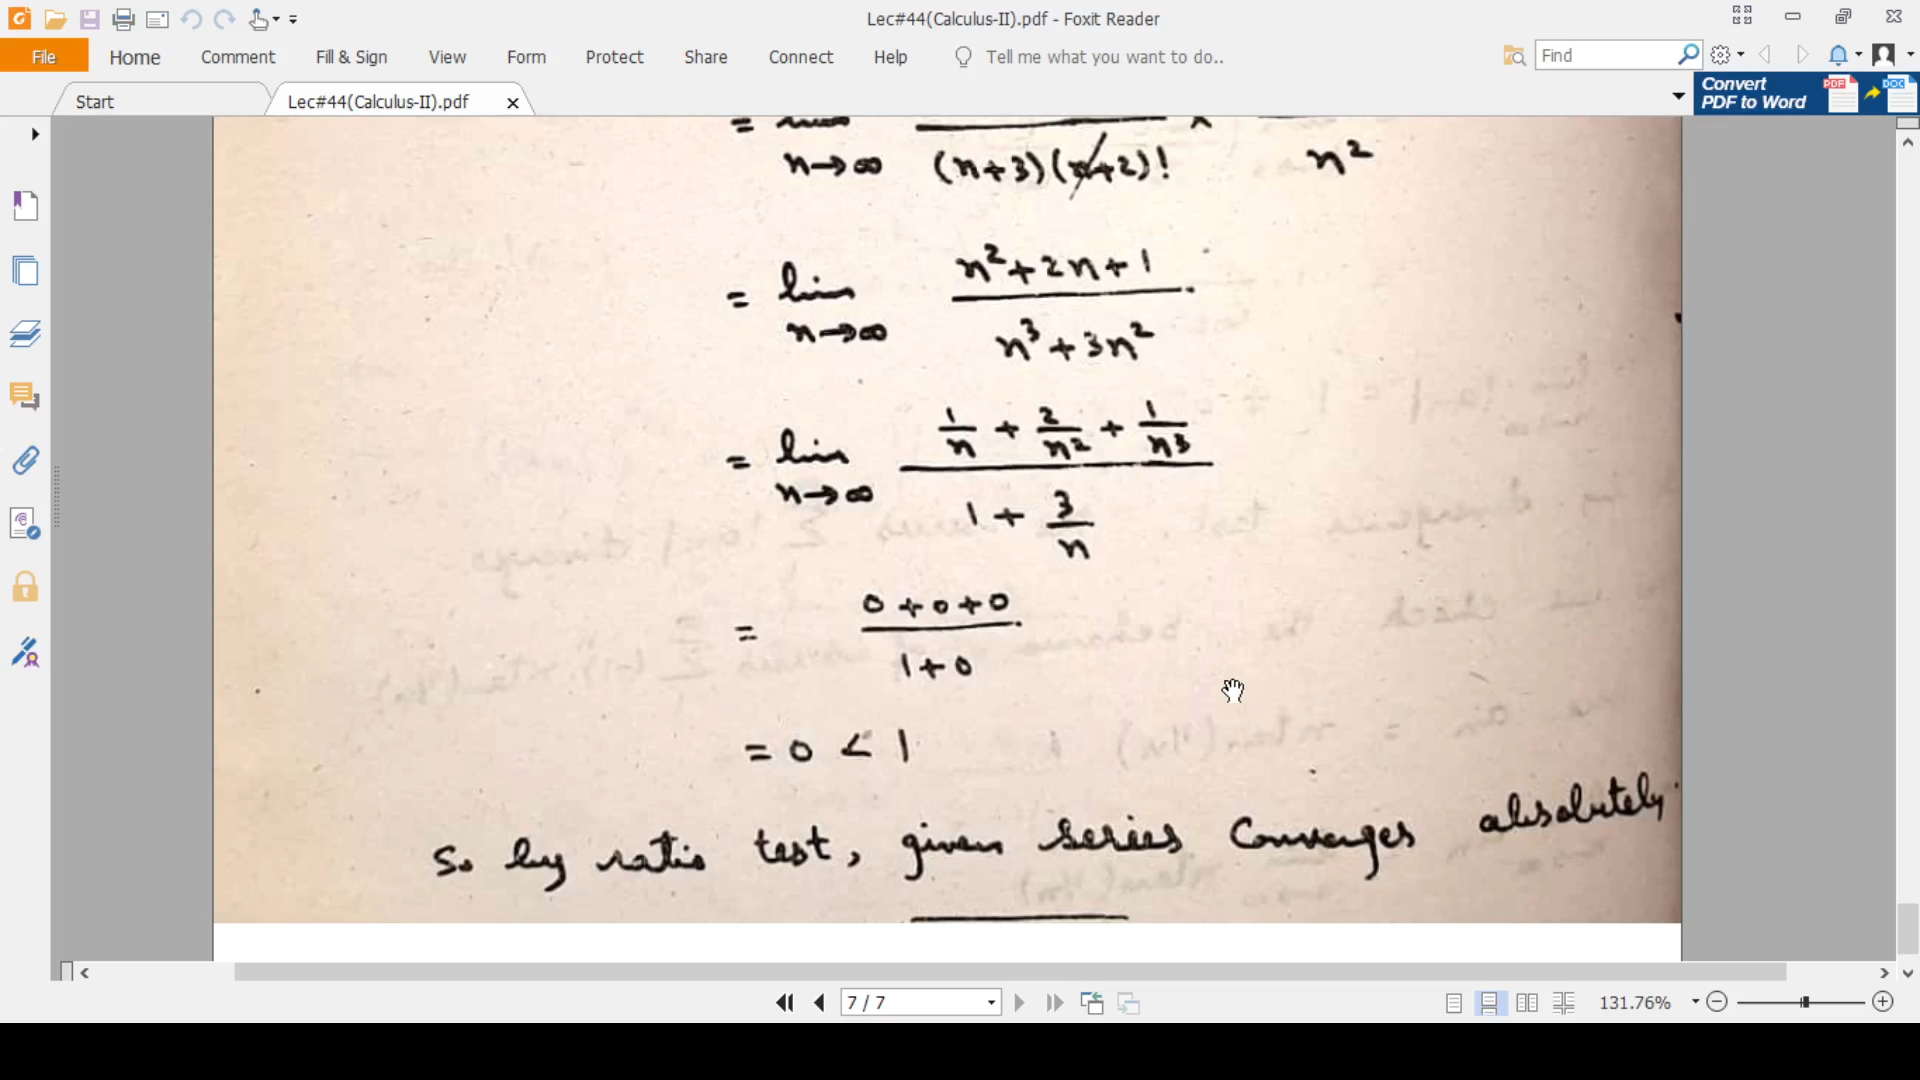 Lec#44(Calculus-II).pdf - Foxit Reader
File Home Comment Fill & Sign View Form Protect Share Connect Help Tell me what you want to do.. Find
Start Lec#44(Calculus-II).pdf
Convert
PDF to Word
PDF DOC
= lim
n→∞ (n+3)(n+2)! × n²
= lim n→∞ (n²+2n+1)/(n³+3n²)
= lim n→∞ (1/n + 2/n² + 1/n³)/(1 + 3/n)
= (0+0+0)/(1+0)
= 0 < 1
So by ratio test, given series Converges absolutely.
7 / 7 131.76%